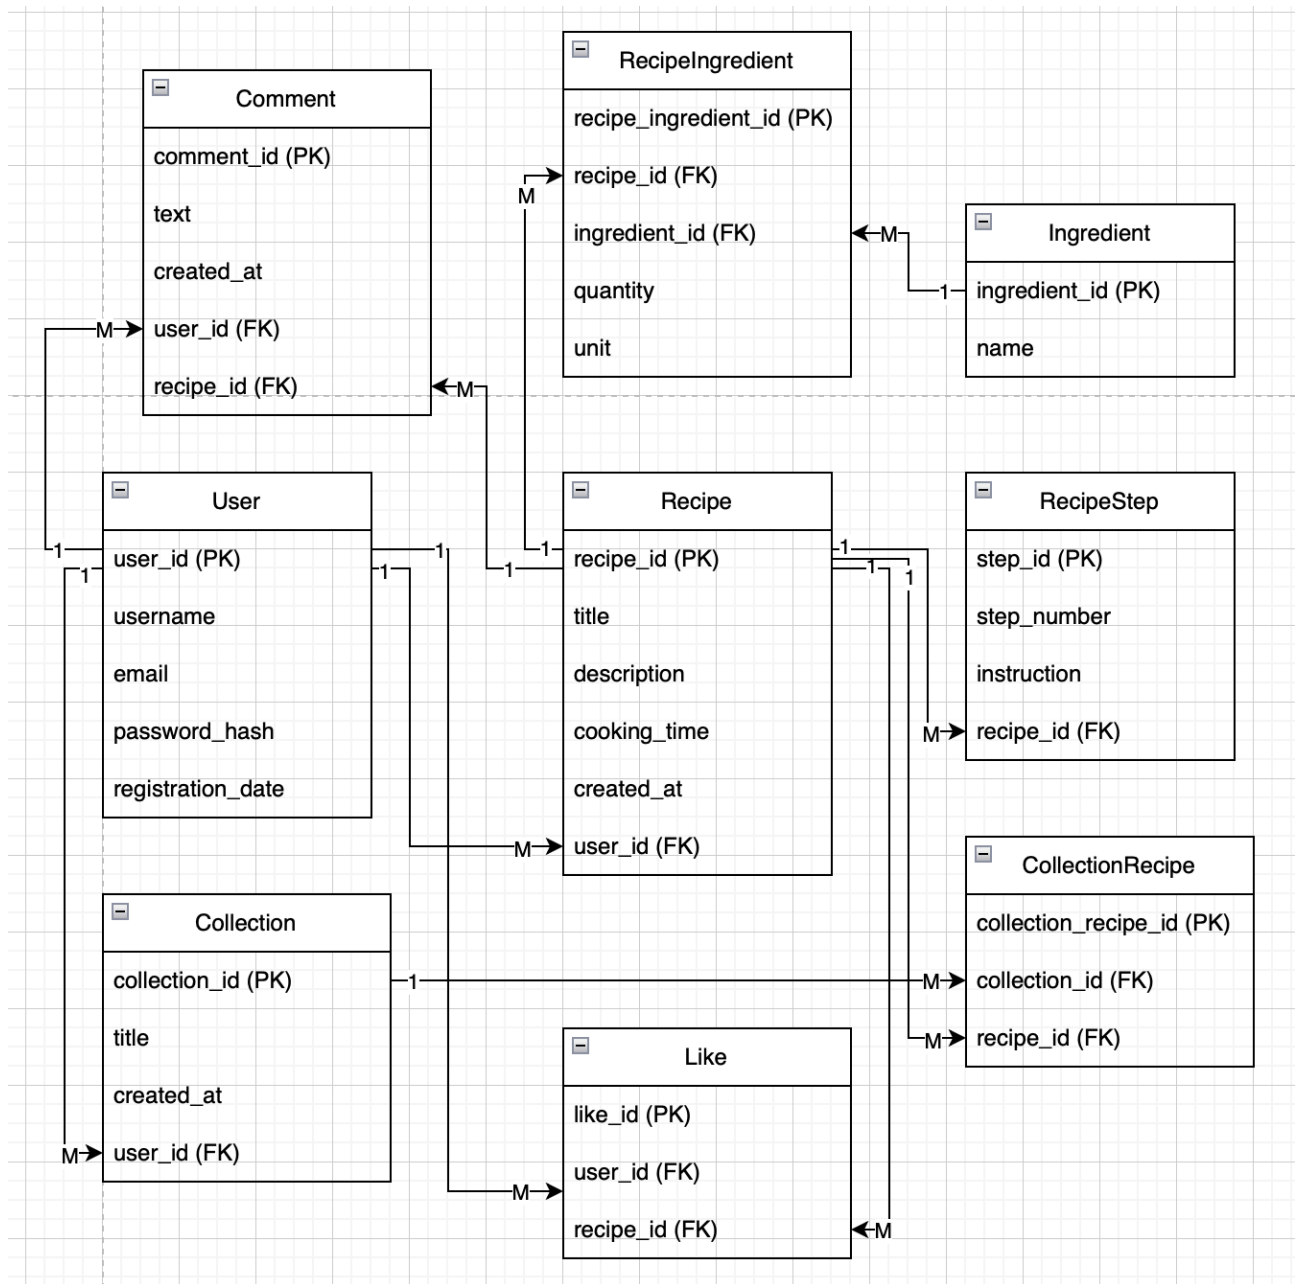 Comment
comment_id (PK)
text
created_at
user_id (FK)
recipe_id (FK)
RecipeIngredient
recipe_ingredient_id (PK)
recipe_id (FK)
ingredient_id (FK)
quantity
unit
Ingredient
ingredient_id (PK)
name
User
user_id (PK)
username
email
password_hash
registration_date
Recipe
recipe_id (PK)
title
description
cooking_time
created_at
user_id (FK)
RecipeStep
step_id (PK)
step_number
instruction
recipe_id (FK)
Collection
collection_id (PK)
title
created_at
user_id (FK)
Like
like_id (PK)
user_id (FK)
recipe_id (FK)
CollectionRecipe
collection_recipe_id (PK)
collection_id (FK)
recipe_id (FK)
M
M
M
1
M
M
1
1
1
1
1
1
1
1
1
M
M
1
M
M
M
M
M